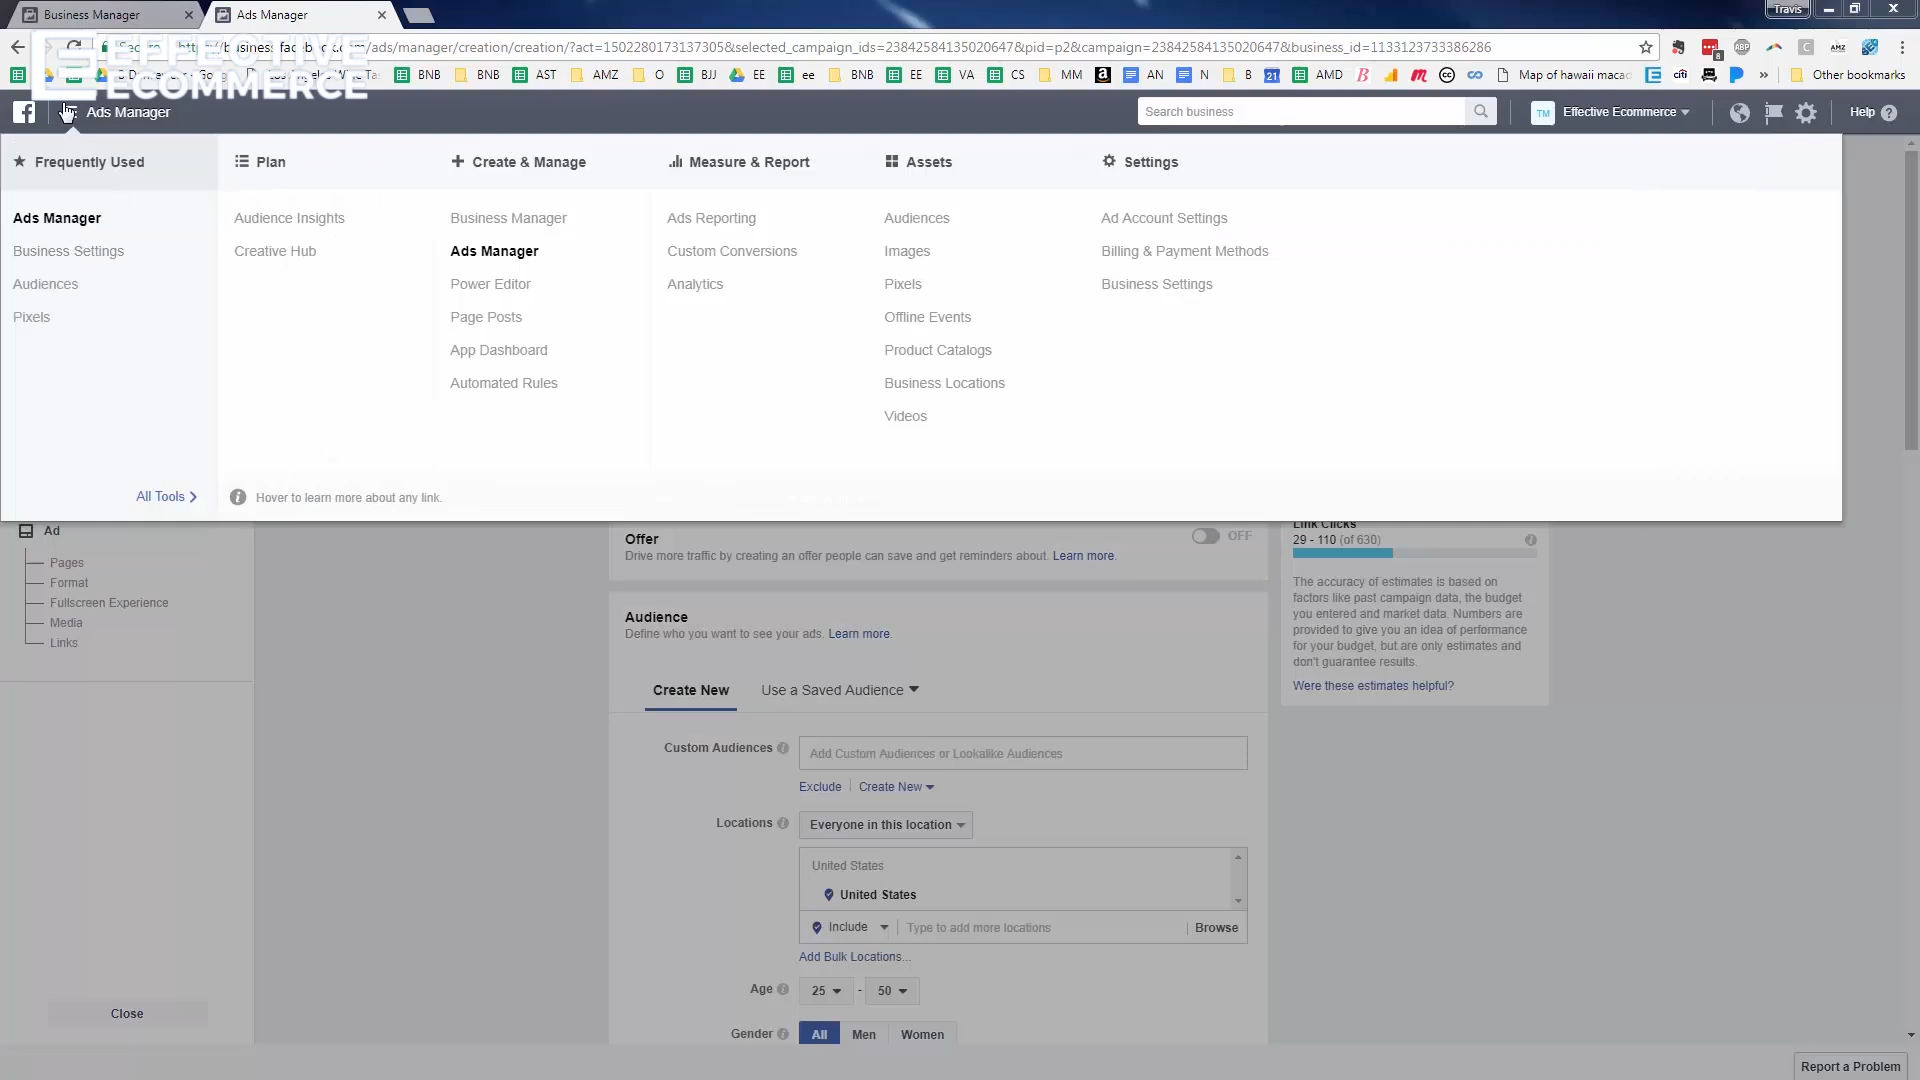 Business Manager
Ads Manager
Travis
business.facebook.com/ads/manager/creation/creation/?act=1502280173137305&selected_campaign_ids=23842584135020647&pid=p2&campaign=23842584135020647&business_id=1133123733386286
EFFECTIVE
ECOMMERCE
BNB
BNB
AST
AMZ
O
BJJ
EE
ee
BNB
EE
VA
CS
MM
AN
N
B
AMD
Map of hawaii macad
Other bookmarks
Ads Manager
Search business
TM
Effective Ecommerce
Help
Frequently Used
Plan
Create & Manage
Measure & Report
Assets
Settings
Ads Manager
Audience Insights
Business Manager
Ads Reporting
Audiences
Ad Account Settings
Business Settings
Creative Hub
Ads Manager
Custom Conversions
Images
Billing & Payment Methods
Audiences
Power Editor
Analytics
Pixels
Business Settings
Pixels
Page Posts
Offline Events
App Dashboard
Product Catalogs
Automated Rules
Business Locations
Videos
All Tools
Hover to learn more about any link.
Ad
Pages
Format
Fullscreen Experience
Media
Links
Close
Offer
OFF
Drive more traffic by creating an offer people can save and get reminders about. Learn more.
Audience
Define who you want to see your ads. Learn more.
Create New
Use a Saved Audience
Custom Audiences
Add Custom Audiences or Lookalike Audiences
Exclude
Create New
Locations
Everyone in this location
United States
United States
Include
Type to add more locations
Browse
Add Bulk Locations...
Age
25
-
50
Gender
All
Men
Women
Link Clicks
29 - 110 (of 630)
The accuracy of estimates is based on
factors like past campaign data, the budget
you entered and market data. Numbers are
provided to give you an idea of performance
for your budget, but are only estimates and
don't guarantee results.
Were these estimates helpful?
Report a Problem